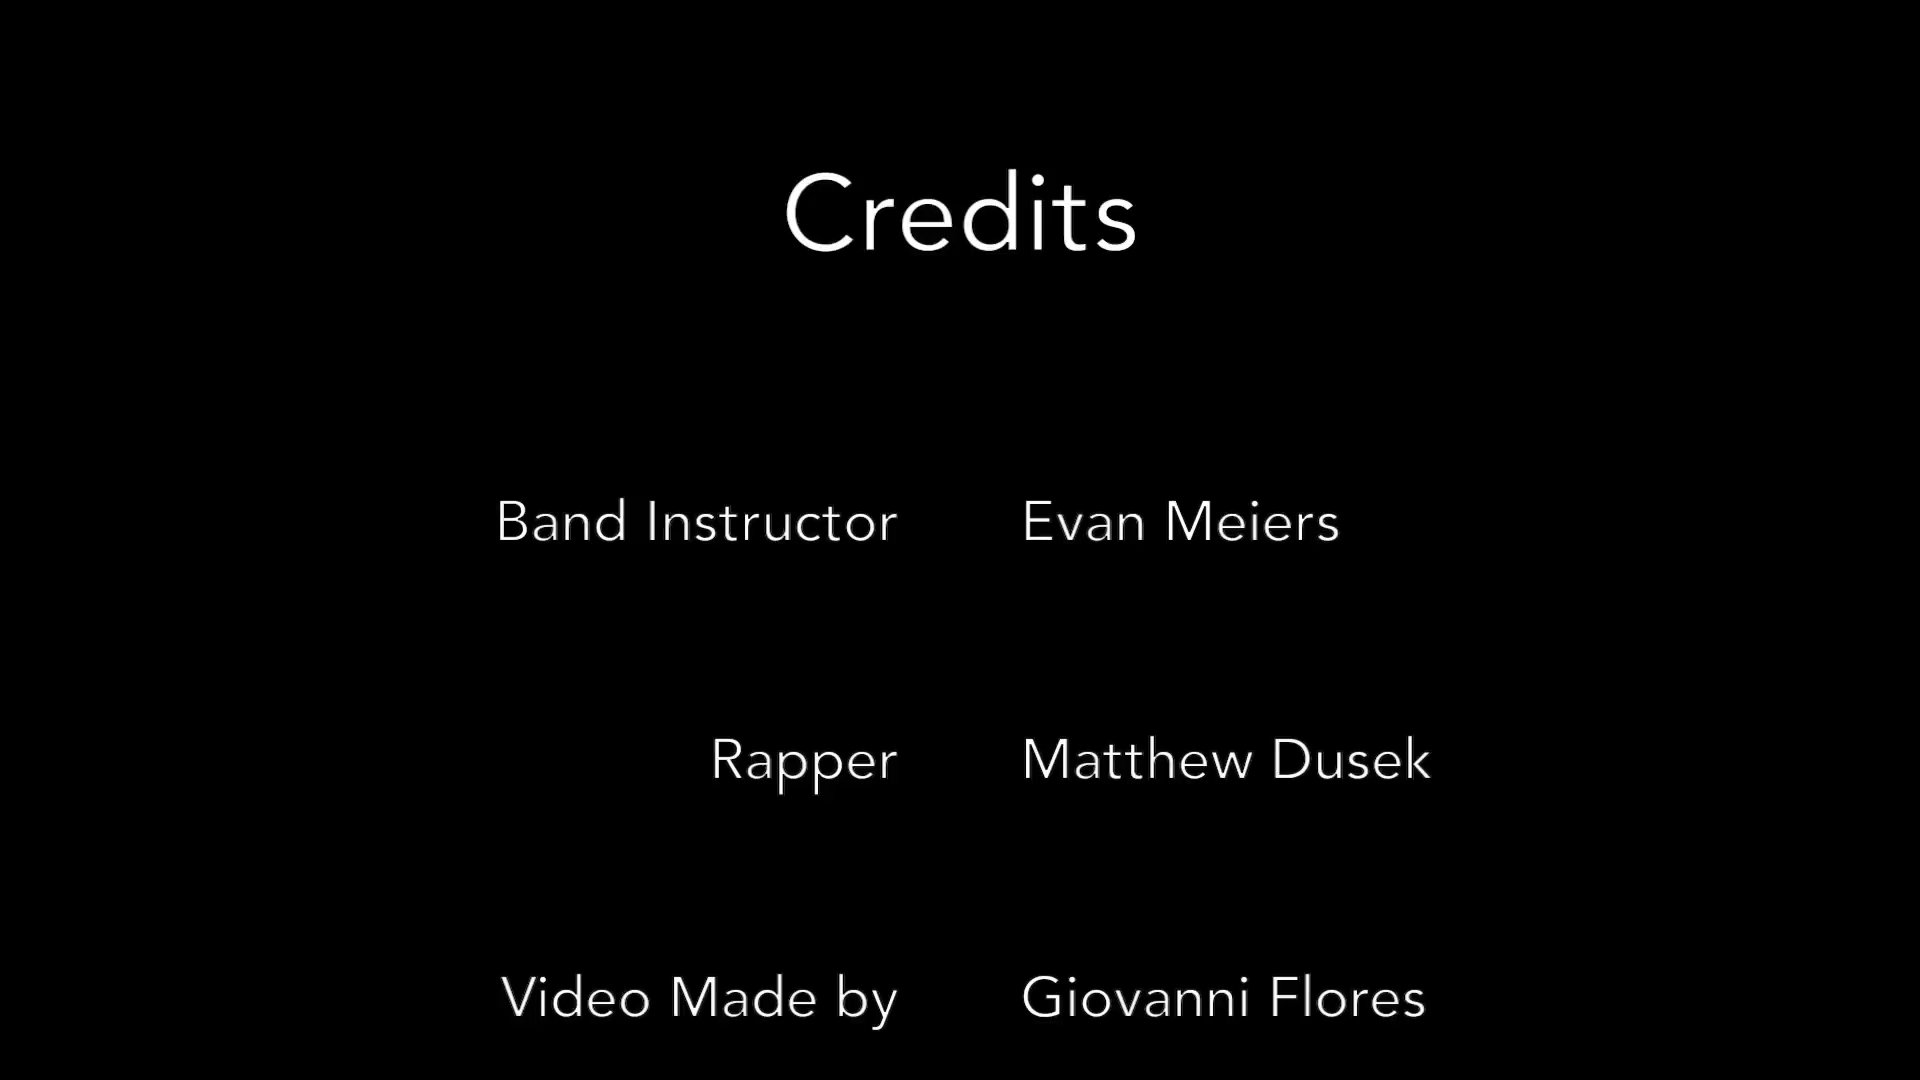 Credits
Band Instructor Evan Meiers
Rapper Matthew Dusek
Video Made by Giovanni Flores